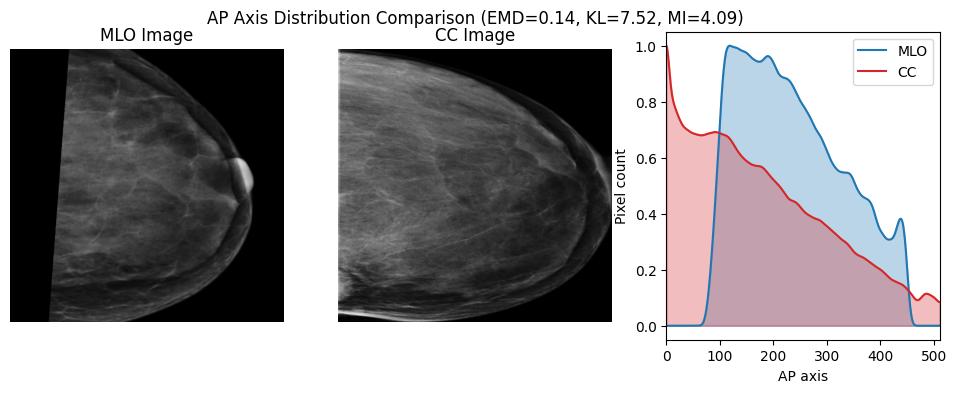 AP Axis Distribution Comparison (EMD=0.14, KL=7.52, MI=4.09)
MLO Image
CC Image
MLO
CC
Pixel count
1.0
0.8
0.6
0.4
0.2
0.0
0 100 200 300 400 500
AP axis